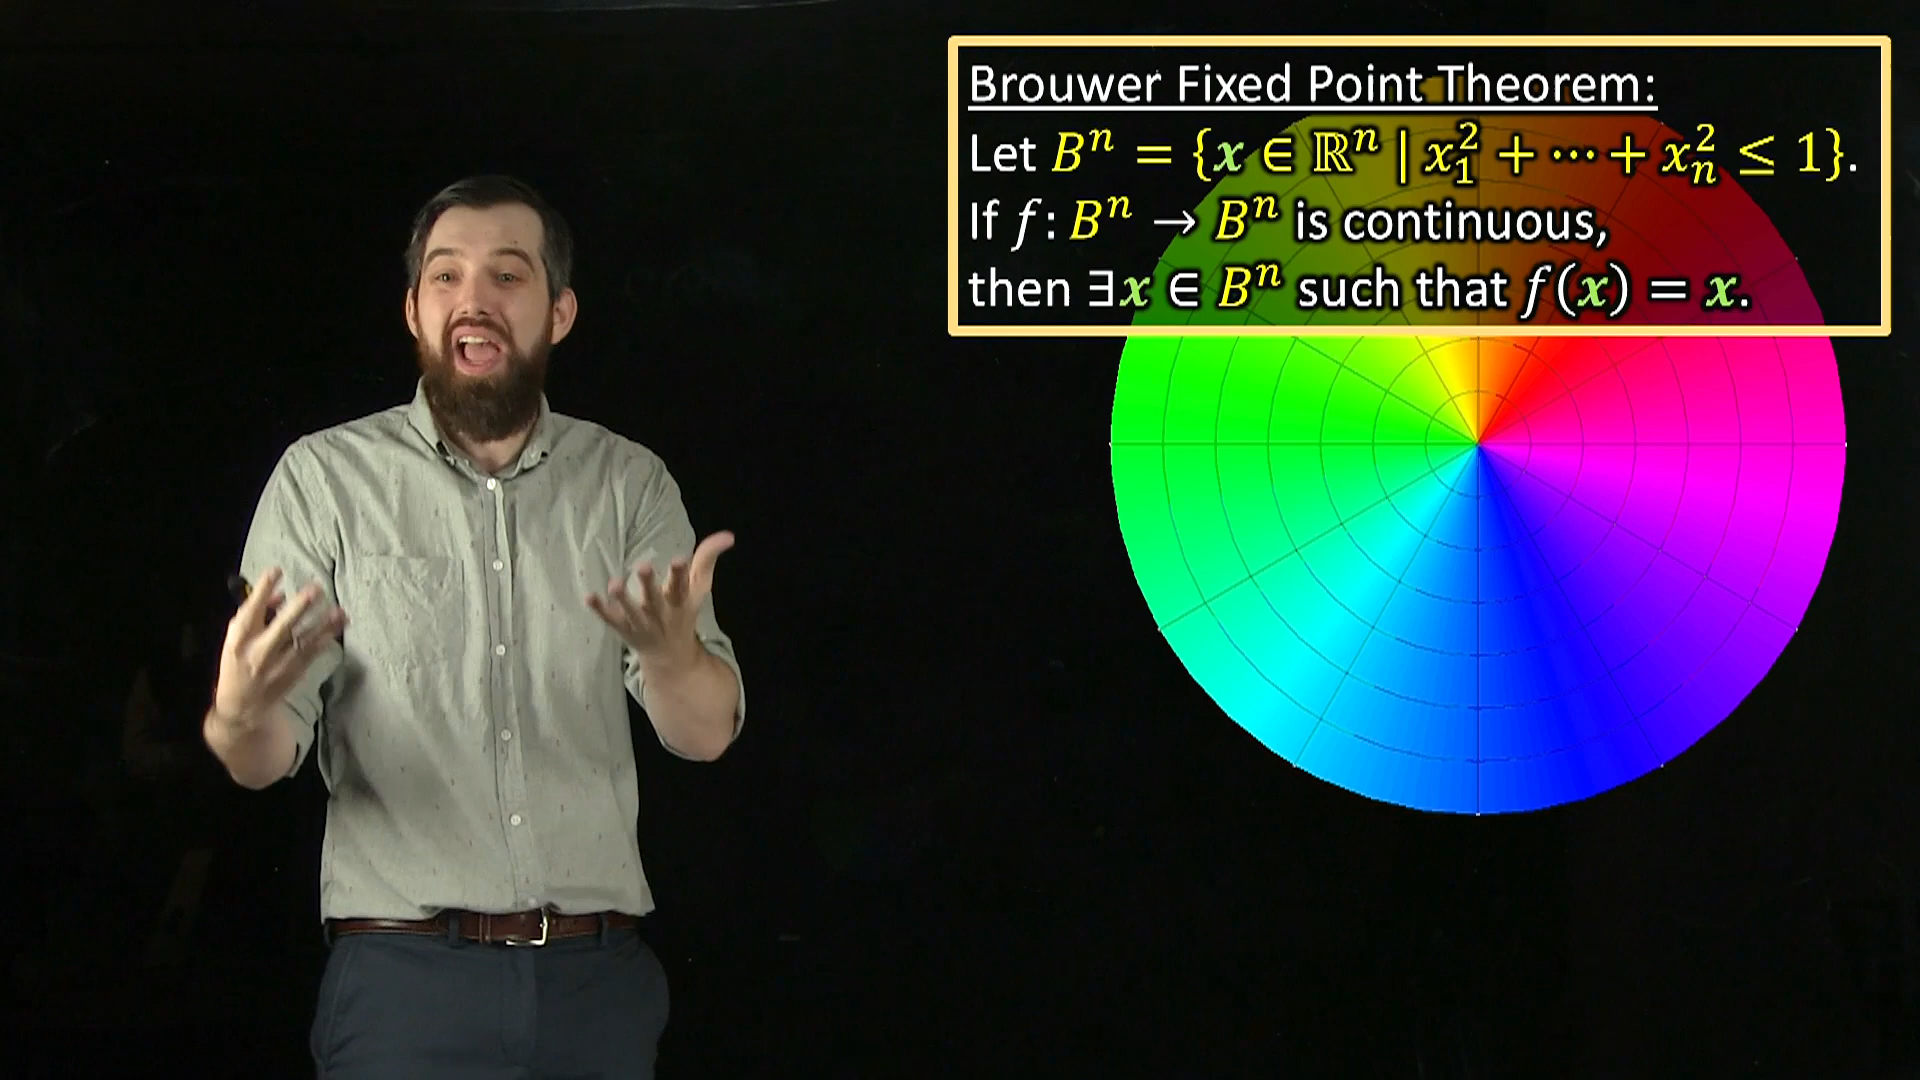 Brouwer Fixed Point Theorem:
Let Bⁿ = {x ∈ ℝⁿ | x₁² + ⋯ + xₙ² ≤ 1}.
If f: Bⁿ → Bⁿ is continuous,
then ∃x ∈ Bⁿ such that f(x) = x.